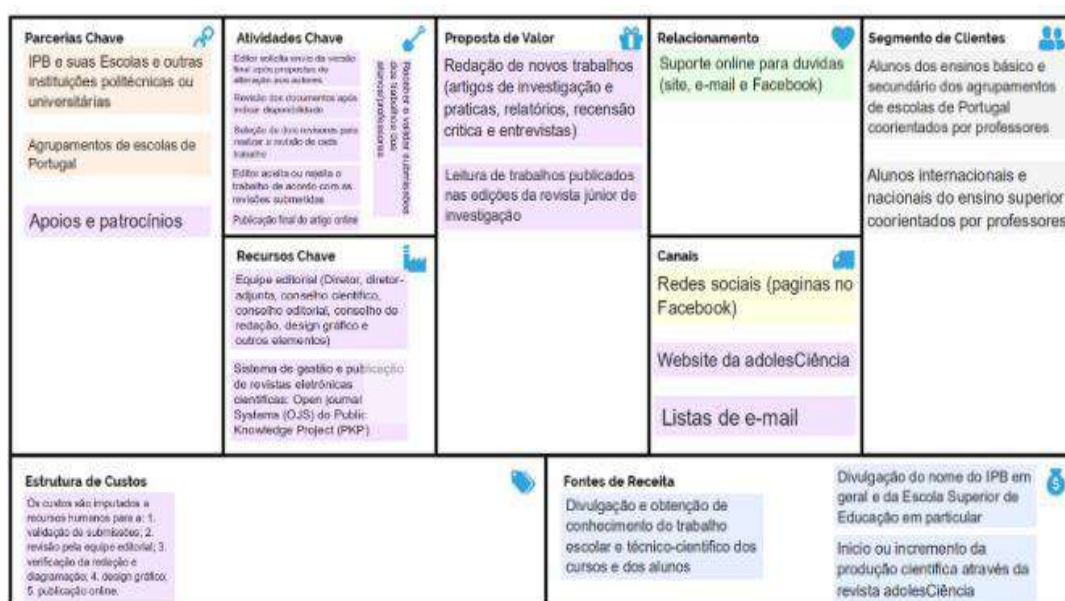 Parcerias Chave
IPB e suas Escolas e outras
instituições politécnicas ou
universitárias
Agrupamentos de escolas de
Portugal
Apoios e patrocínios
Atividades Chave
Editor solicita envio da versão
final após propostas de
alteração aos autores
Revisão dos documentos após
indicar disponibilidade
Seleção de dois revisores para
realizar a revisão de cada
trabalho
Editor aceita ou rejeita o
trabalho de acordo com as
revisões submetidas
Publicação final do artigo online
Receber e validar submissões
dos trabalhos dos
alunos/professores
Recursos Chave
Equipe editorial (Diretor, diretor-
adjunta, conselho científico,
conselho editorial, conselho de
redação, design gráfico e
outros elementos)
Sistema de gestão e publicação
de revistas eletrônicas
científicas: Open Journal
Systems (OJS) do Public
Knowledge Project (PKP)
Proposta de Valor
Redação de novos trabalhos
(artigos de investigação e
praticas, relatórios, recensão
critica e entrevistas)
Leitura de trabalhos publicados
nas edições da revista júnior de
investigação
Relacionamento
Suporte online para duvidas
(site, e-mail e Facebook)
Canais
Redes sociais (paginas no
Facebook)
Website da adolesCiência
Listas de e-mail
Segmento de Clientes
Alunos dos ensinos básico e
secundário dos agrupamentos
de escolas de Portugal
coorientados por professores
Alunos internacionais e
nacionais do ensino superior
coorientados por professores
Estrutura de Custos
Os custos são imputados a
recursos humanos para a: 1.
validação de submissões; 2.
revisão pela equipe editorial; 3.
verificação da redação e
diagramação; 4. design gráfico;
5. publicação online.
Fontes de Receita
Divulgação e obtenção de
conhecimento do trabalho
escolar e técnico-científico dos
cursos e dos alunos
Divulgação do nome do IPB em
geral e da Escola Superior de
Educação em particular
Inicio ou incremento da
produção científica através da
revista adolesCiência